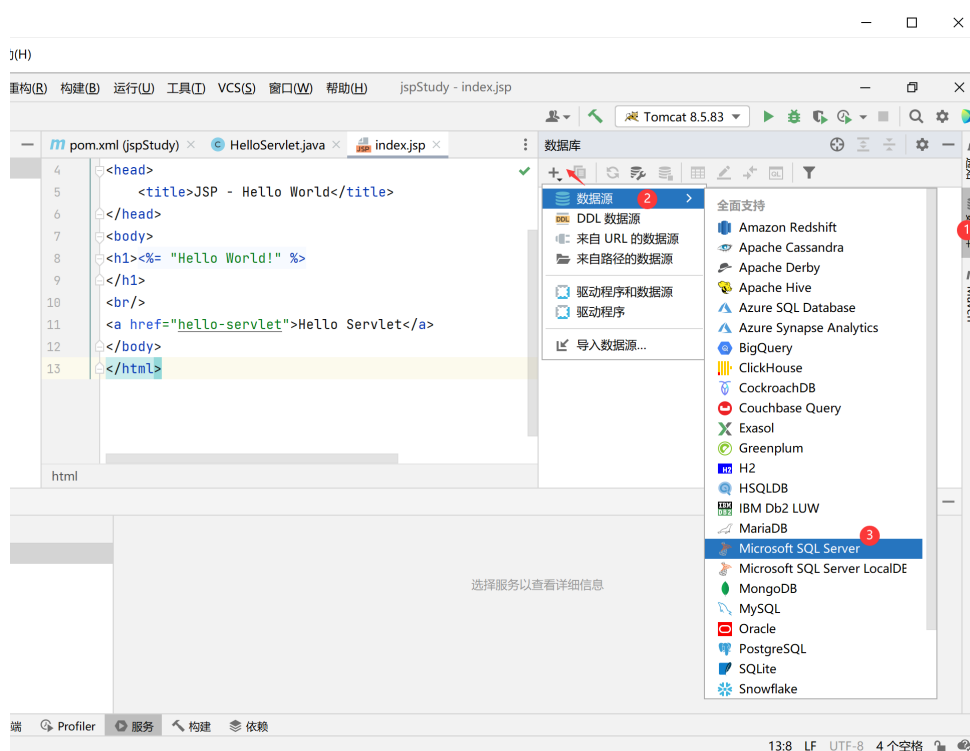 (H)
重构(R) 构建(B) 运行(U) 工具(T) VCS(S) 窗口(W) 帮助(H) jspStudy - index.jsp
Tomcat 8.5.83
pom.xml (jspStudy) HelloServlet.java index.jsp 数据库
4 <head>
5 <title>JSP - Hello World</title>
6 </head>
7 <body>
8 <h1><%= "Hello World!" %>
9 </h1>
10 <br/>
11 <a href="hello-servlet">Hello Servlet</a>
12 </body>
13 </html>
html
数据源 2
DDL 数据源
来自 URL 的数据源
来自路径的数据源
驱动程序和数据源
驱动程序
导入数据源...
全面支持
Amazon Redshift
Apache Cassandra
Apache Derby
Apache Hive
Azure SQL Database
Azure Synapse Analytics
BigQuery
ClickHouse
CockroachDB
Couchbase Query
Exasol
Greenplum
H2
HSQLDB
IBM Db2 LUW
MariaDB
3
Microsoft SQL Server
Microsoft SQL Server LocalDB
MongoDB
MySQL
Oracle
PostgreSQL
SQLite
Snowflake
1
选择服务以查看详细信息
端 Profiler 服务 构建 依赖
13:8 LF UTF-8 4 个空格